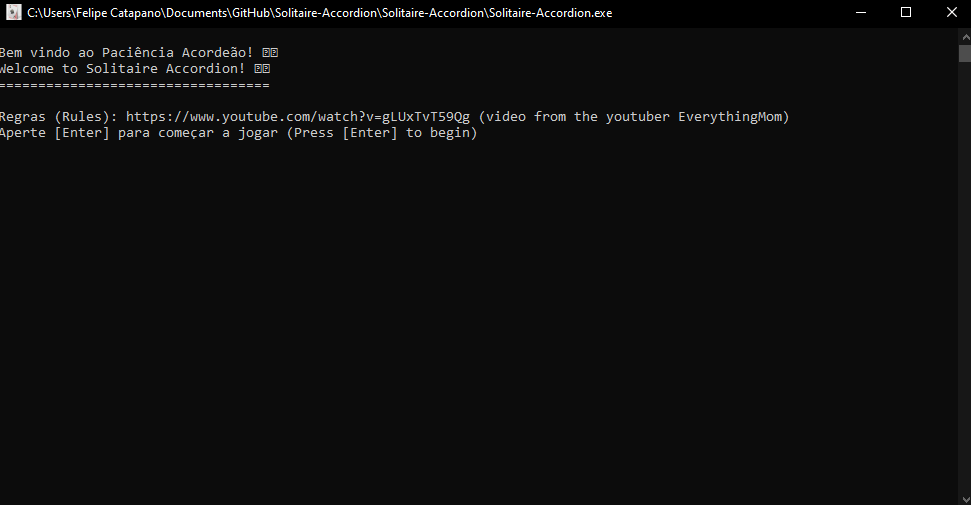 C:\Users\Felipe Catapano\Documents\GitHub\Solitaire-Accordion\Solitaire-Accordion\Solitaire-Accordion.exe
Bem vindo ao Paciência Acordeão! ⍰⍰
Welcome to Solitaire Accordion! ⍰⍰
==================================
Regras (Rules): https://www.youtube.com/watch?v=gLUxTvT59Qg (video from the youtuber EverythingMom)
Aperte [Enter] para começar a jogar (Press [Enter] to begin)